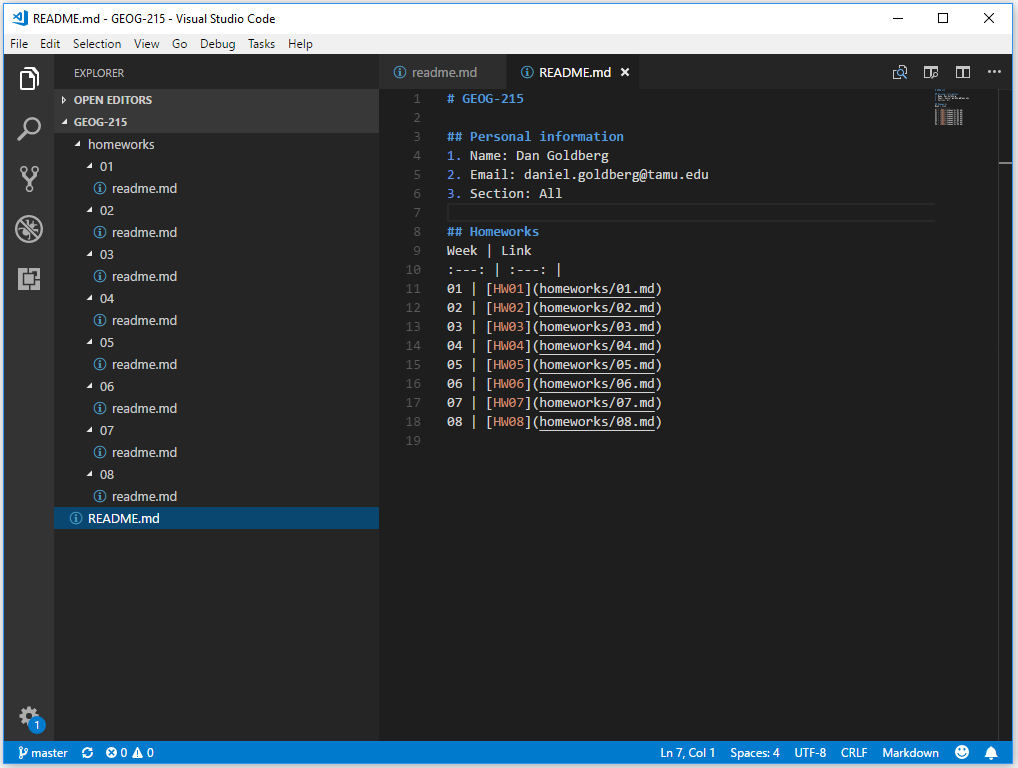 README.md - GEOG-215 - Visual Studio Code
File Edit Selection View Go Debug Tasks Help
EXPLORER
OPEN EDITORS
GEOG-215
homeworks
01
readme.md
02
readme.md
03
readme.md
04
readme.md
05
readme.md
06
readme.md
07
readme.md
08
readme.md
README.md
1
readme.md README.md
1 # GEOG-215
2
3 ## Personal information
4 1. Name: Dan Goldberg
5 2. Email: daniel.goldberg@tamu.edu
6 3. Section: All
7
8 ## Homeworks
9 Week | Link
10 :---: | :---: |
11 01 | [HW01](homeworks/01.md)
12 02 | [HW02](homeworks/02.md)
13 03 | [HW03](homeworks/03.md)
14 04 | [HW04](homeworks/04.md)
15 05 | [HW05](homeworks/05.md)
16 06 | [HW06](homeworks/06.md)
17 07 | [HW07](homeworks/07.md)
18 08 | [HW08](homeworks/08.md)
19
master 0 0 Ln 7, Col 1 Spaces: 4 UTF-8 CRLF Markdown